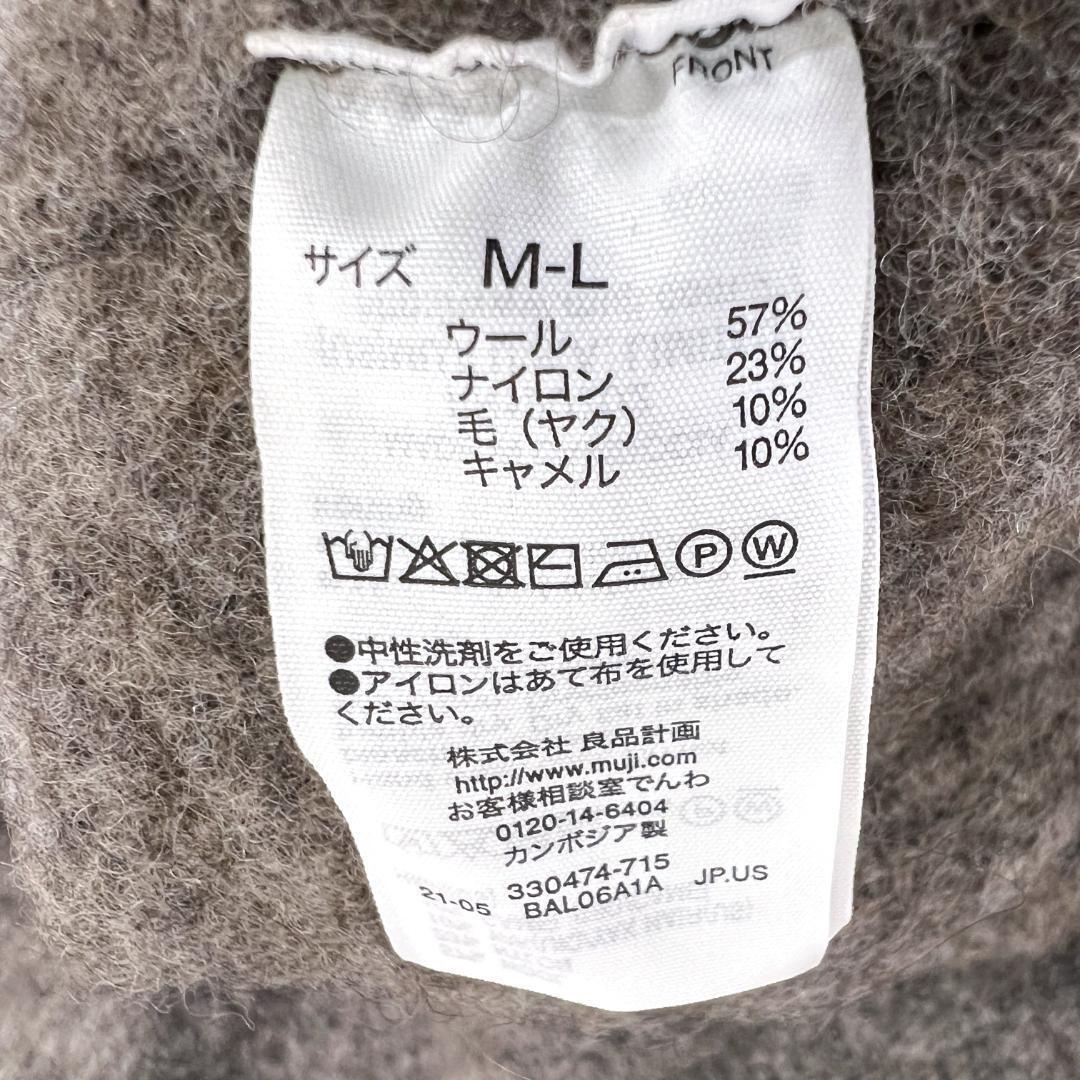 FRONT
サイズ M-L
ウール 57%
ナイロン 23%
毛（ヤク） 10%
キャメル 10%
P W
●中性洗剤をご使用ください。
●アイロンはあて布を使用して
ください。
株式会社 良品計画
http://www.muji.com
お客様相談室でんわ
0120-14-6404
カンボジア製
330474-715
21-05 BAL06A1A JP.US